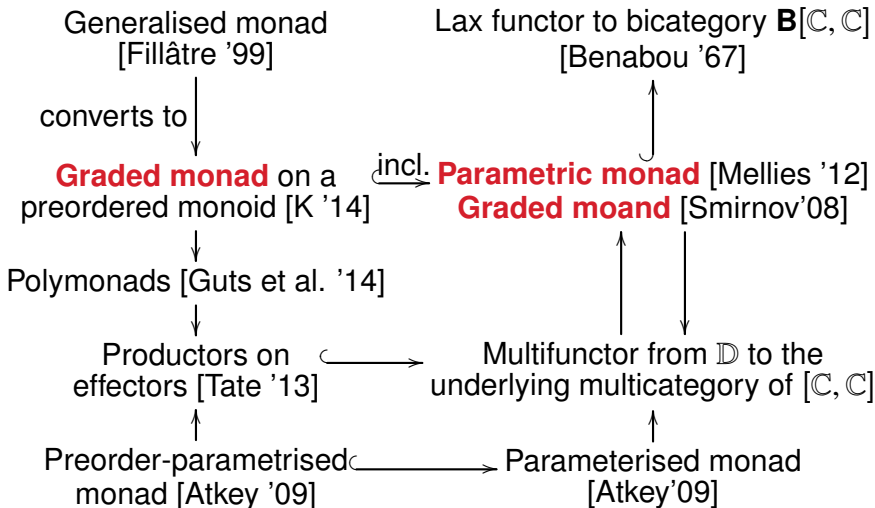 Generalised monad
[Fillâtre '99]
Lax functor to bicategory B[ℂ, ℂ]
[Benabou '67]
converts to
Graded monad on a
preordered monoid [K '14]
incl.
Parametric monad [Mellies '12]
Graded moand [Smirnov'08]
Polymonads [Guts et al. '14]
Productors on
effectors [Tate '13]
Multifunctor from 𝔻 to the
underlying multicategory of [ℂ, ℂ]
Preorder-parametrised
monad [Atkey '09]
Parameterised monad
[Atkey'09]